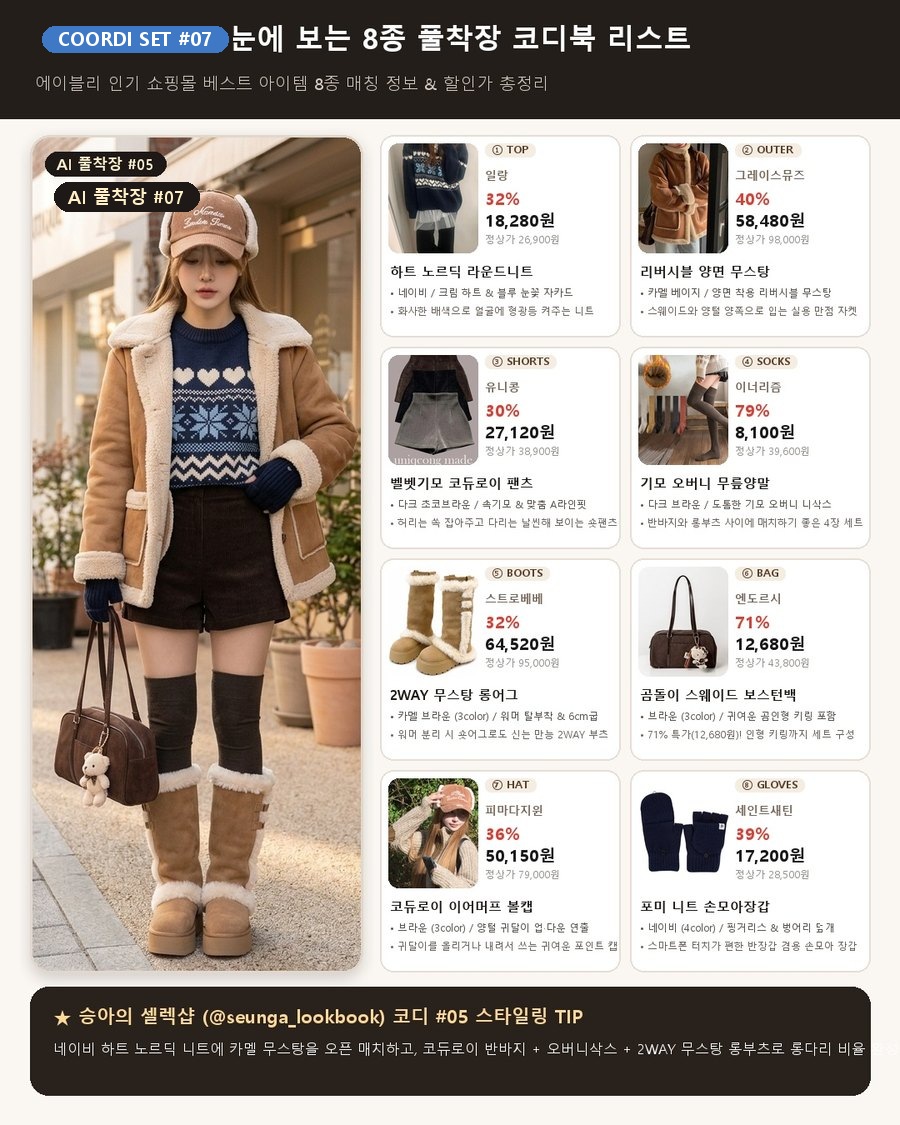 COORDI SET #07 눈에 보는 8종 풀착장 코디북 리스트
에이블리 인기 쇼핑몰 베스트 아이템 8종 매칭 정보 & 할인가 총정리
AI 풀착장 #05
AI 풀착장 #07
① TOP
일랑
32%
18,280원
정상가 26,900원
하트 노르딕 라운드니트
• 네이비 / 크림 하트 & 블루 눈꽃 자카드
• 화사한 배색으로 얼굴에 형광등 켜주는 니트
② OUTER
그레이스뮤즈
40%
58,480원
정상가 98,000원
리버시블 양면 무스탕
• 카멜 베이지 / 양면 착용 리버시블 무스탕
• 스웨이드와 양털 양쪽으로 입는 실용 만점 자켓
③ SHORTS
유니콩
30%
27,120원
정상가 38,900원
uniqcong made
벨벳기모 코듀로이 팬츠
• 다크 초코브라운 / 속기모 & 맞춤 A라인핏
• 허리는 쏙 잡아주고 다리는 날씬해 보이는 숏팬츠
④ SOCKS
이너리즘
79%
8,100원
정상가 39,600원
기모 오버니 무릎양말
• 다크 브라운 / 도톰한 기모 오버니 니삭스
• 반바지와 롱부츠 사이에 매치하기 좋은 4장 세트
⑤ BOOTS
스트로베베
32%
64,520원
정상가 95,000원
2WAY 무스탕 롱어그
• 카멜 브라운 (3color) / 워머 탈부착 & 6cm굽
• 워머 분리 시 숏어그로도 신는 만능 2WAY 부츠
⑥ BAG
엔도르시
71%
12,680원
정상가 43,800원
곰돌이 스웨이드 보스턴백
• 브라운 (3color) / 귀여운 곰인형 키링 포함
• 71% 특가(12,680원)! 인형 키링까지 세트 구성
⑦ HAT
피마다지원
36%
50,150원
정상가 79,000원
코듀로이 이어머프 볼캡
• 브라운 (3color) / 양털 귀달이 업·다운 연출
• 귀달이를 올리거나 내려서 쓰는 귀여운 포인트 캡
⑧ GLOVES
세인트새틴
39%
17,200원
정상가 28,500원
포미 니트 손모아장갑
• 네이비 (4color) / 핑거리스 & 벙어리 덮개
• 스마트폰 터치가 편한 반장갑 겸용 손모아 장갑
★ 승아의 셀렉샵 (@seunga_lookbook) 코디 #05 스타일링 TIP
네이비 하트 노르딕 니트에 카멜 무스탕을 오픈 매치하고, 코듀로이 반바지 + 오버니삭스 + 2WAY 무스탕 롱부츠로 롱다리 비율